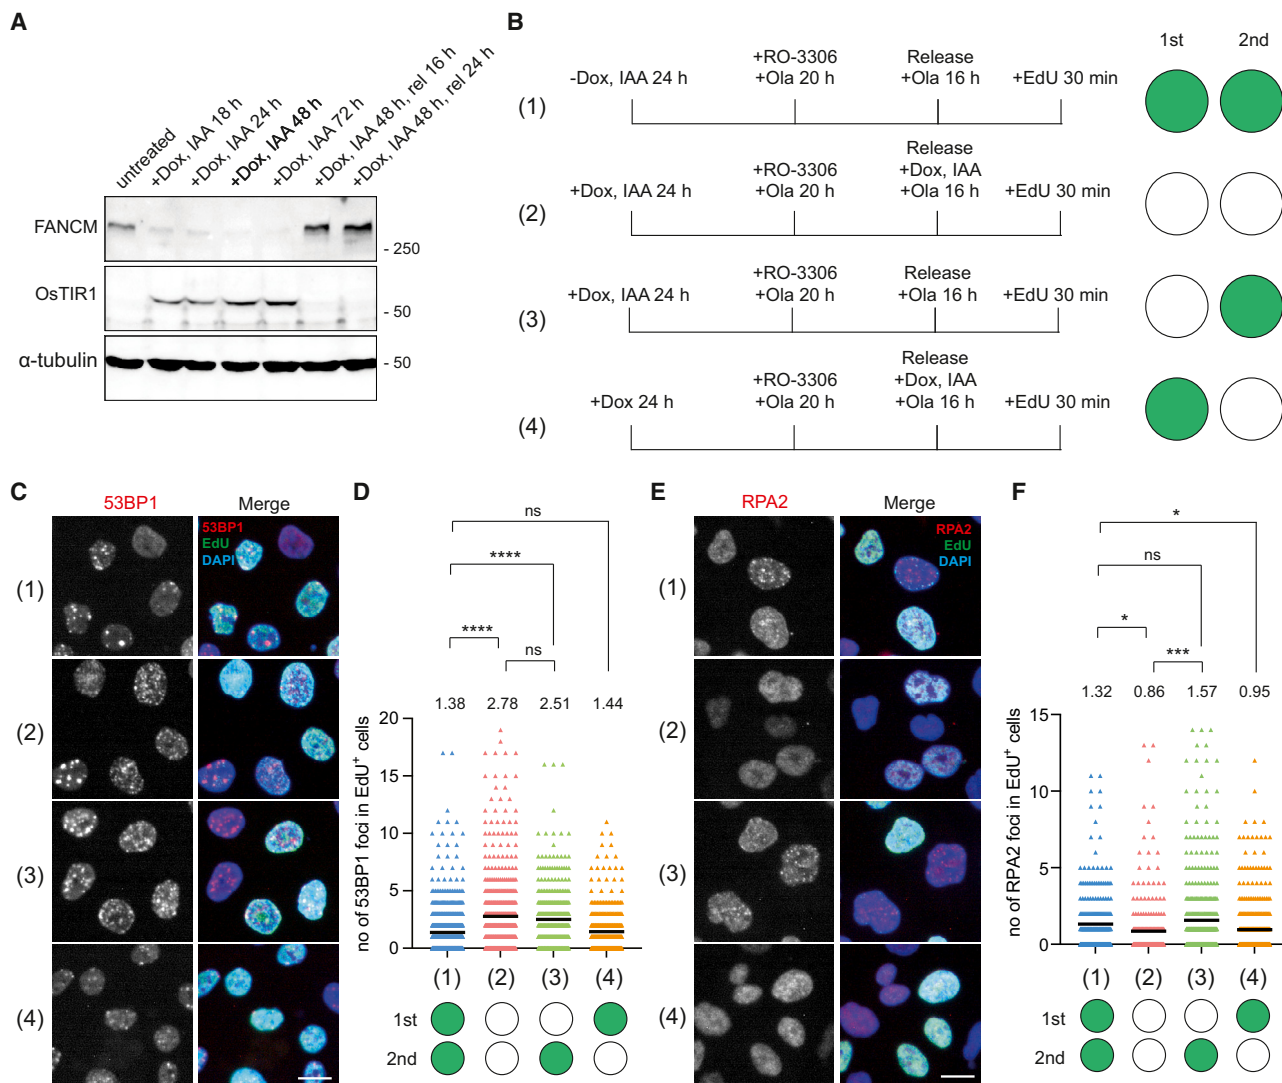 A
untreated
+Dox, IAA 18 h
+Dox, IAA 24 h
+Dox, IAA 48 h
+Dox, IAA 72 h
+Dox, IAA 48 h, rel 16 h
+Dox, IAA 48 h, rel 24 h
FANCM
- 250
OsTIR1
- 50
α-tubulin
- 50
B
1st 2nd
(1)
-Dox, IAA 24 h
+RO-3306
+Ola 20 h
Release
+Ola 16 h
+EdU 30 min
(2)
+Dox, IAA 24 h
+RO-3306
+Ola 20 h
Release
+Dox, IAA
+Ola 16 h
+EdU 30 min
(3)
+Dox, IAA 24 h
+RO-3306
+Ola 20 h
Release
+Ola 16 h
+EdU 30 min
(4)
+Dox 24 h
+RO-3306
+Ola 20 h
Release
+Dox, IAA
+Ola 16 h
+EdU 30 min
C
53BP1 Merge
53BP1
EdU
DAPI
(1)
(2)
(3)
(4)
D
ns
****
****
ns
1.38 2.78 2.51 1.44
no of 53BP1 foci in EdU⁺ cells
20
15
10
5
0
(1) (2) (3) (4)
1st
2nd
E
RPA2 Merge
RPA2
EdU
DAPI
(1)
(2)
(3)
(4)
F
*
ns
*
***
1.32 0.86 1.57 0.95
no of RPA2 foci in EdU⁺ cells
15
10
5
0
(1) (2) (3) (4)
1st
2nd